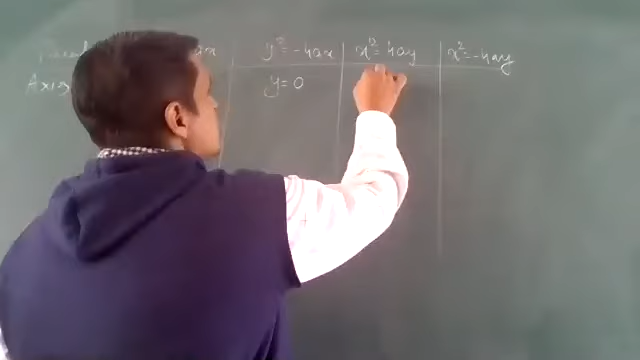 y² = -4ax x² = 4ay x² = -4ay
Axis y = 0